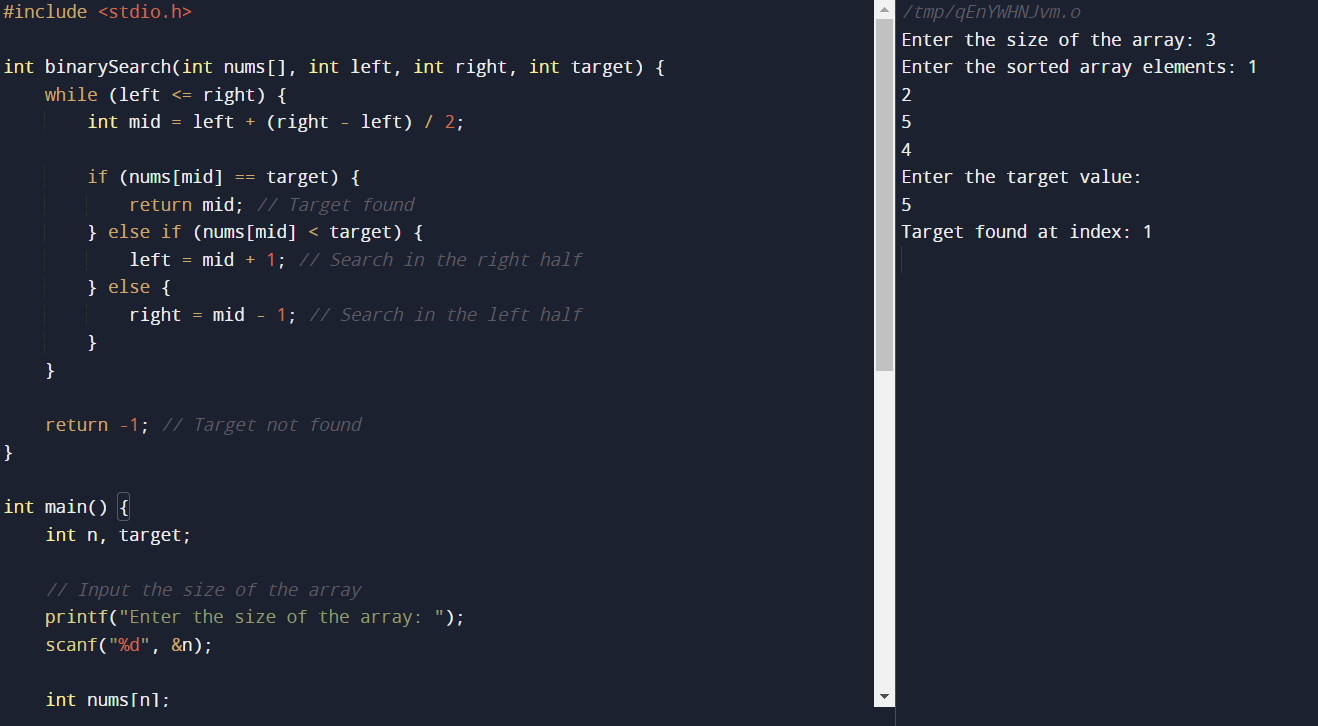 #include <stdio.h>
int binarySearch(int nums[], int left, int right, int target) {
while (left <= right) {
int mid = left + (right - left) / 2;
if (nums[mid] == target) {
return mid; // Target found
} else if (nums[mid] < target) {
left = mid + 1; // Search in the right half
} else {
right = mid - 1; // Search in the left half
}
}
return -1; // Target not found
}
int main() {
int n, target;
// Input the size of the array
printf("Enter the size of the array: ");
scanf("%d", &n);
int nums[n];
/tmp/qEnYWHNJvm.o
Enter the size of the array: 3
Enter the sorted array elements: 1
2
5
4
Enter the target value:
5
Target found at index: 1